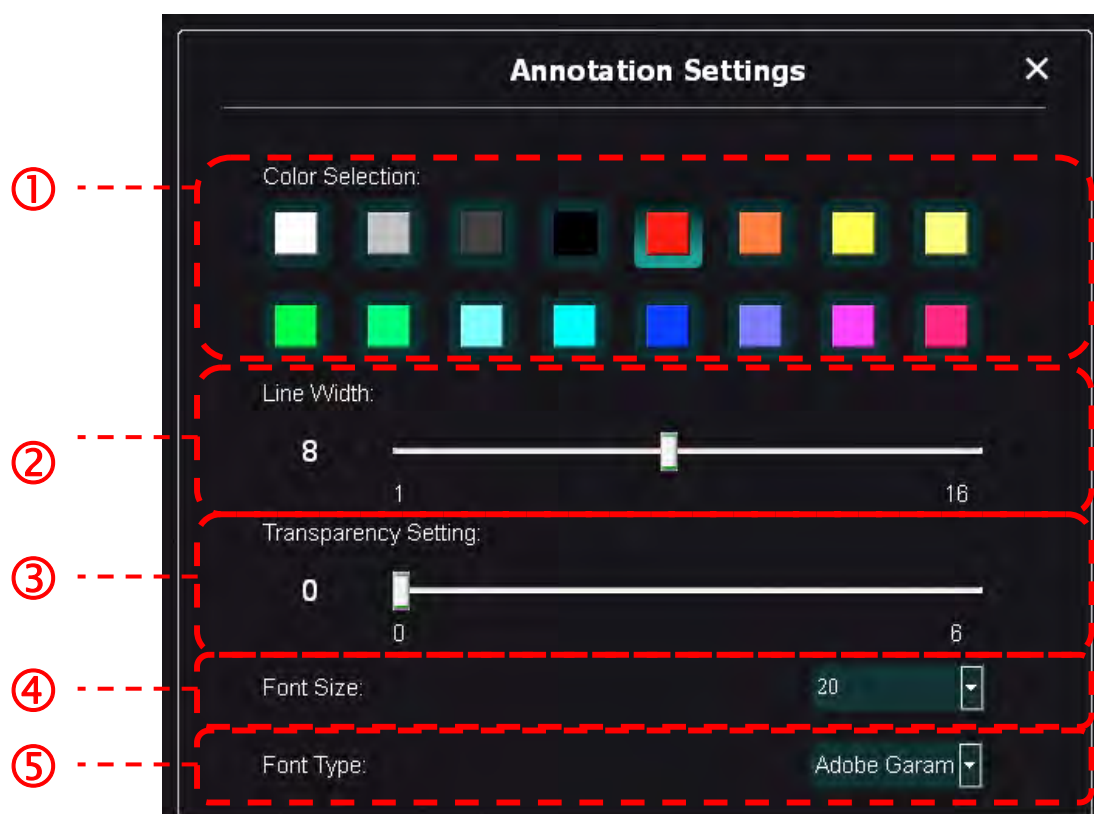 Annotation Settings ×
① Color Selection:
Line Width:
② 8
1 16
Transparency Setting:
③ 0
0 6
④ Font Size: 20
⑤ Font Type: Adobe Garam